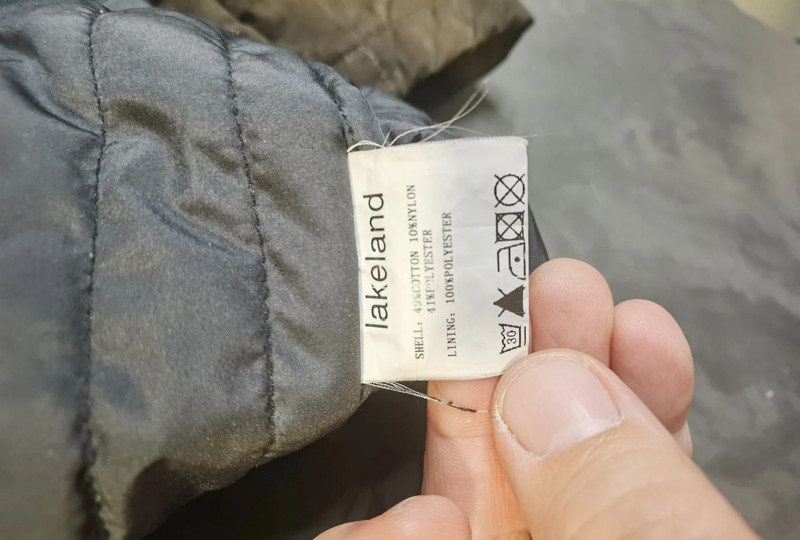 lakeland
SHELL: 49%COTTON 10%NYLON
41%POLYESTER
LINING: 100%POLYESTER
30